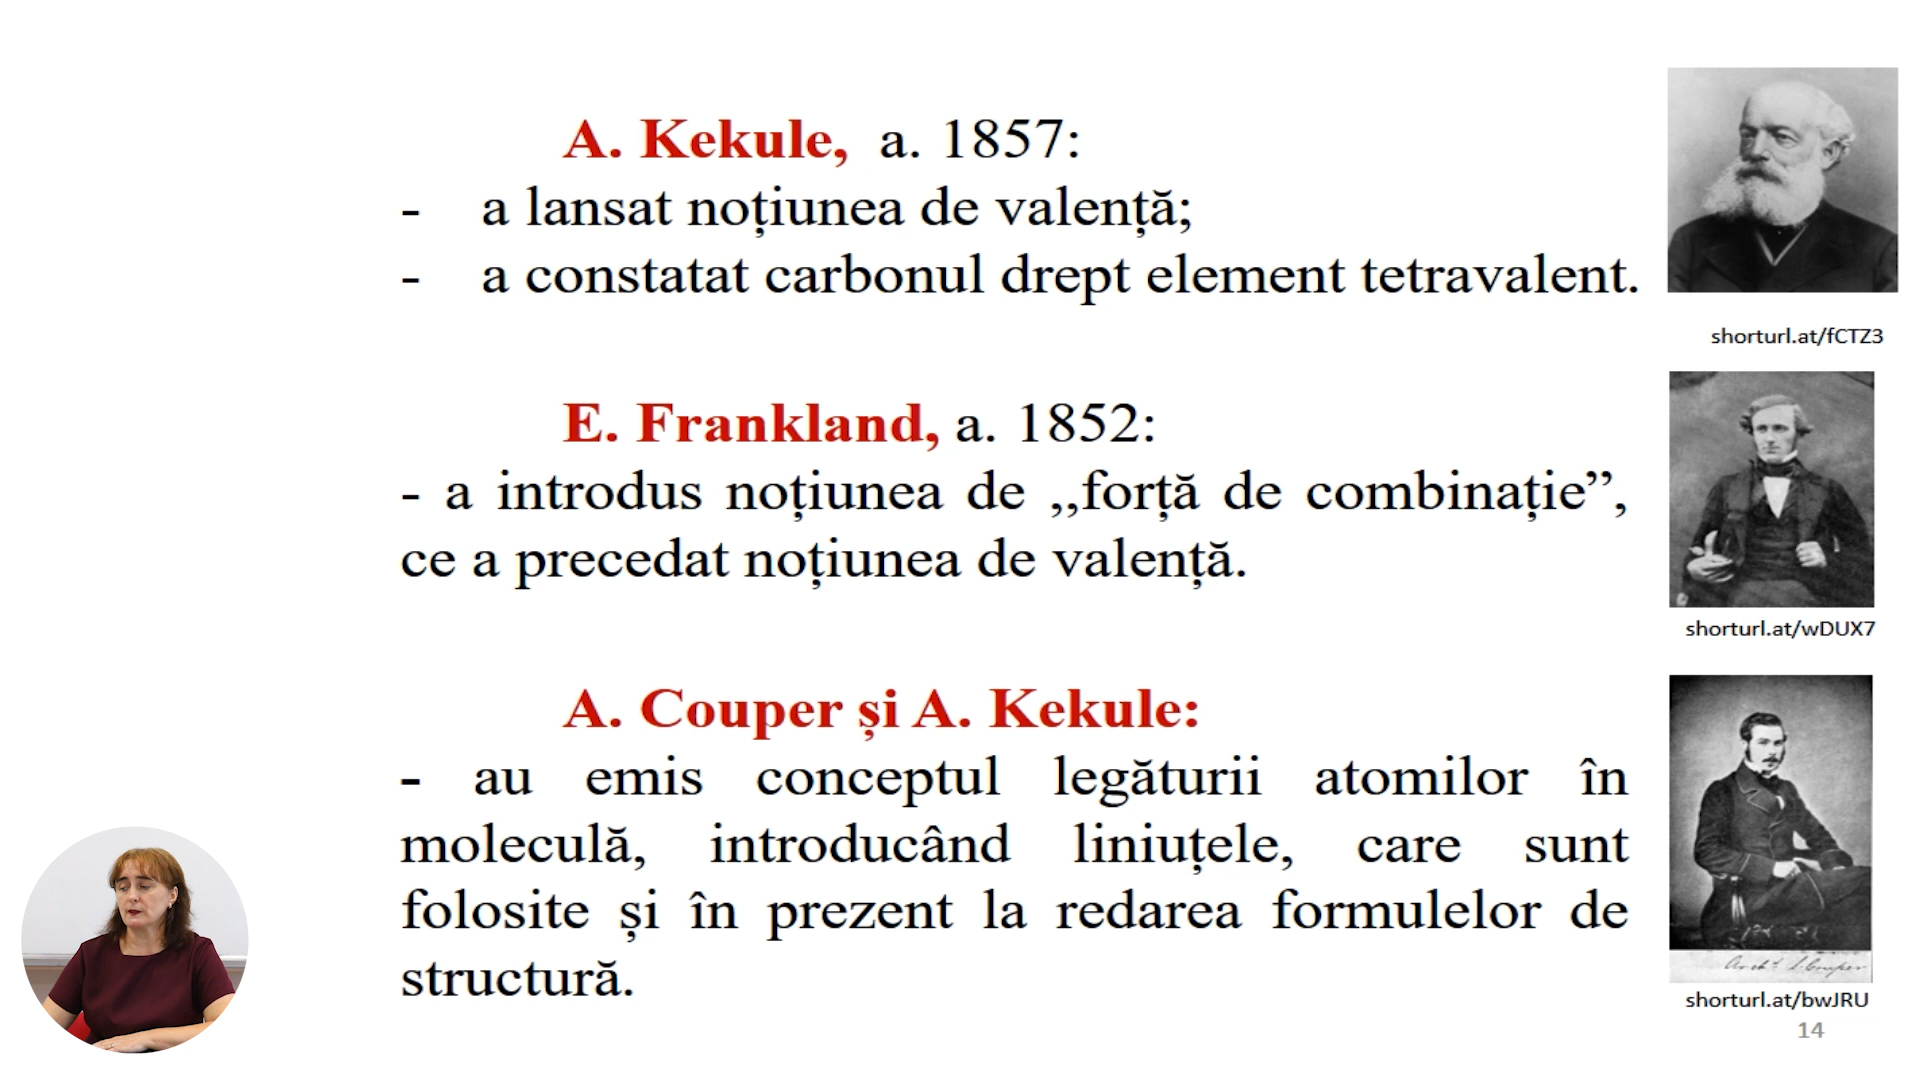 A. Kekule, a. 1857:
- a lansat noțiunea de valență;
- a constatat carbonul drept element tetravalent.
shorturl.at/fCTZ3
E. Frankland, a. 1852:
- a introdus noțiunea de ,,forță de combinație”,
ce a precedat noțiunea de valență.
shorturl.at/wDUX7
A. Couper și A. Kekule:
- au emis conceptul legăturii atomilor în
moleculă, introducând liniuțele, care sunt
folosite și în prezent la redarea formulelor de
structură.
Couper
shorturl.at/bwJRU
14